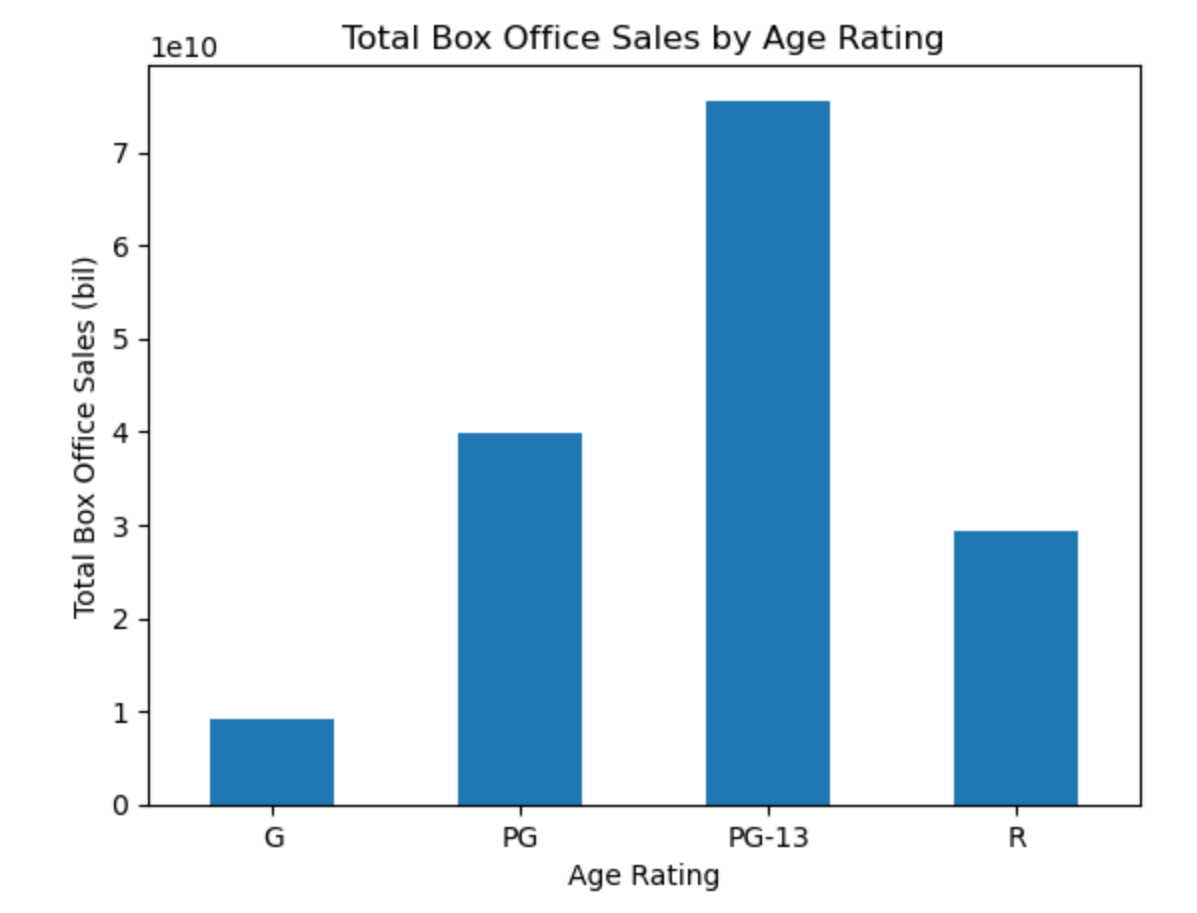 Total Box Office Sales by Age Rating
1e10
Total Box Office Sales (bil)
7
6
5
4
3
2
1
0
G
PG
PG-13
R
Age Rating